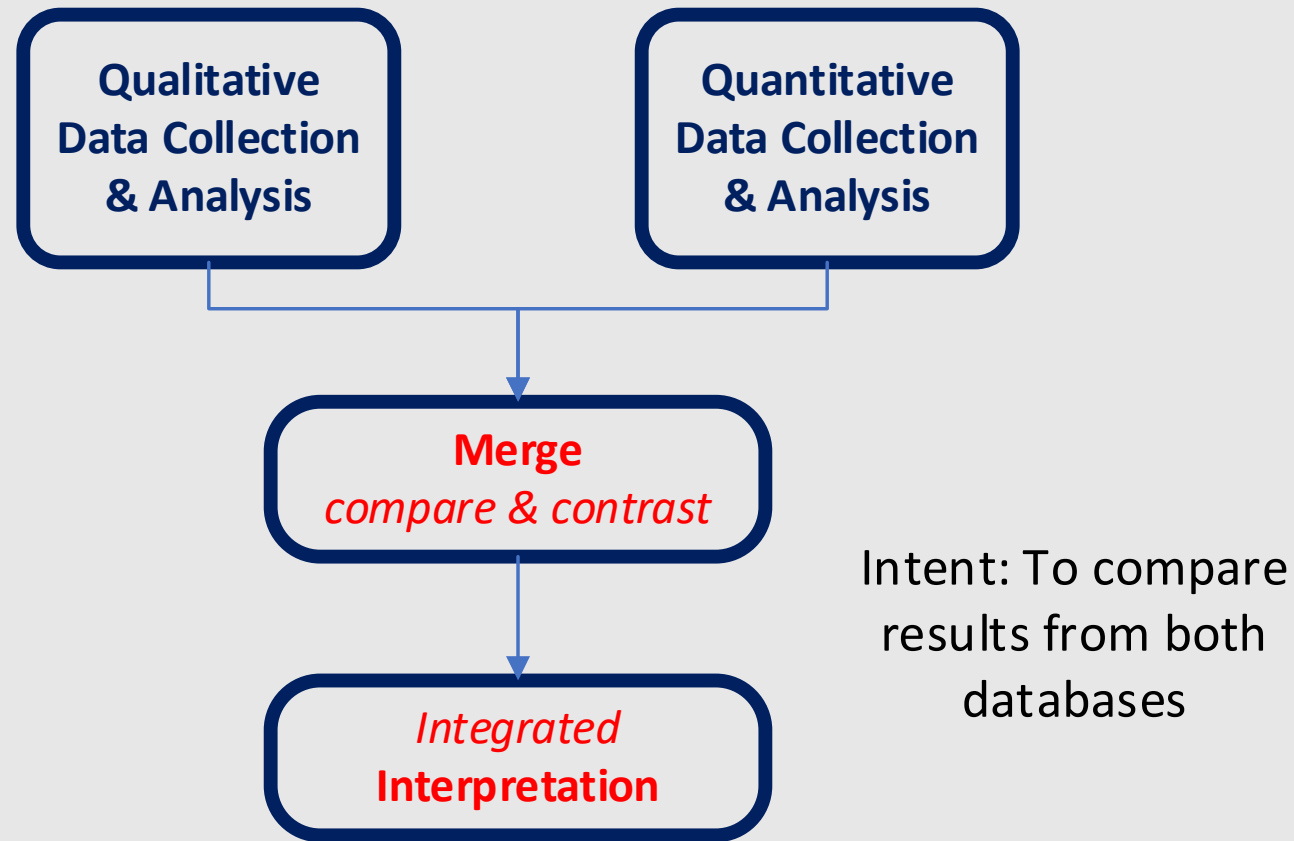 Qualitative
Data Collection
& Analysis
Quantitative
Data Collection
& Analysis
Merge
compare & contrast
Intent: To compare
results from both
databases
Integrated
Interpretation